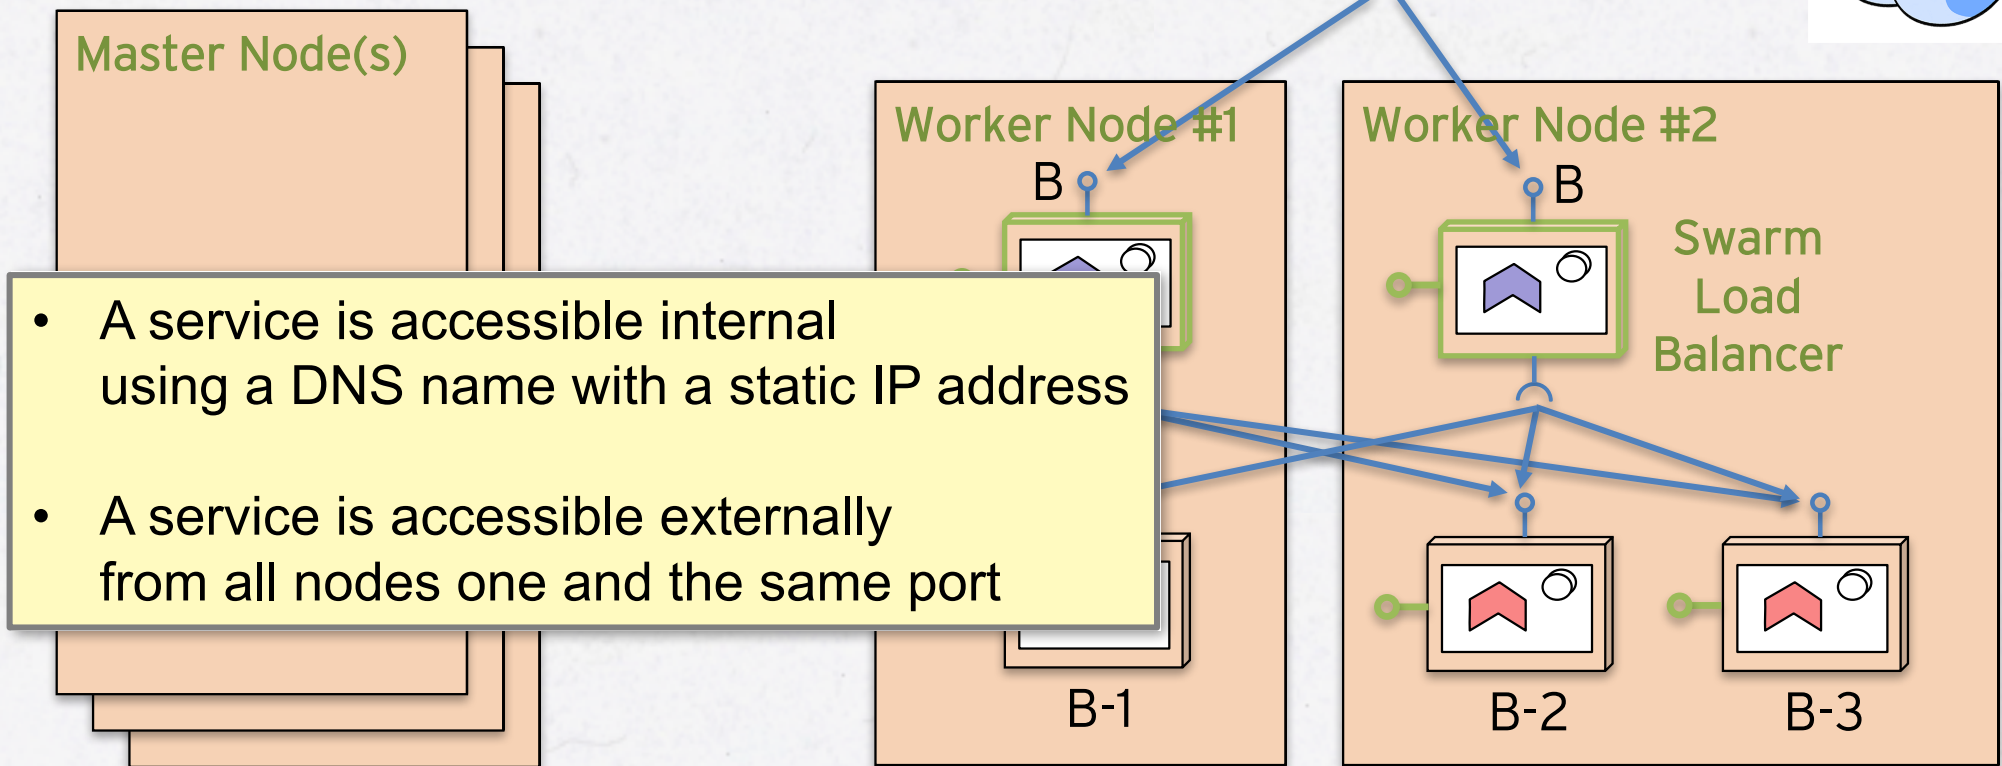 Master Node(s)
Worker Node #1
Worker Node #2
B
B
Swarm
Load
Balancer
• A service is accessible internal
using a DNS name with a static IP address
• A service is accessible externally
from all nodes one and the same port
B-1
B-2
B-3